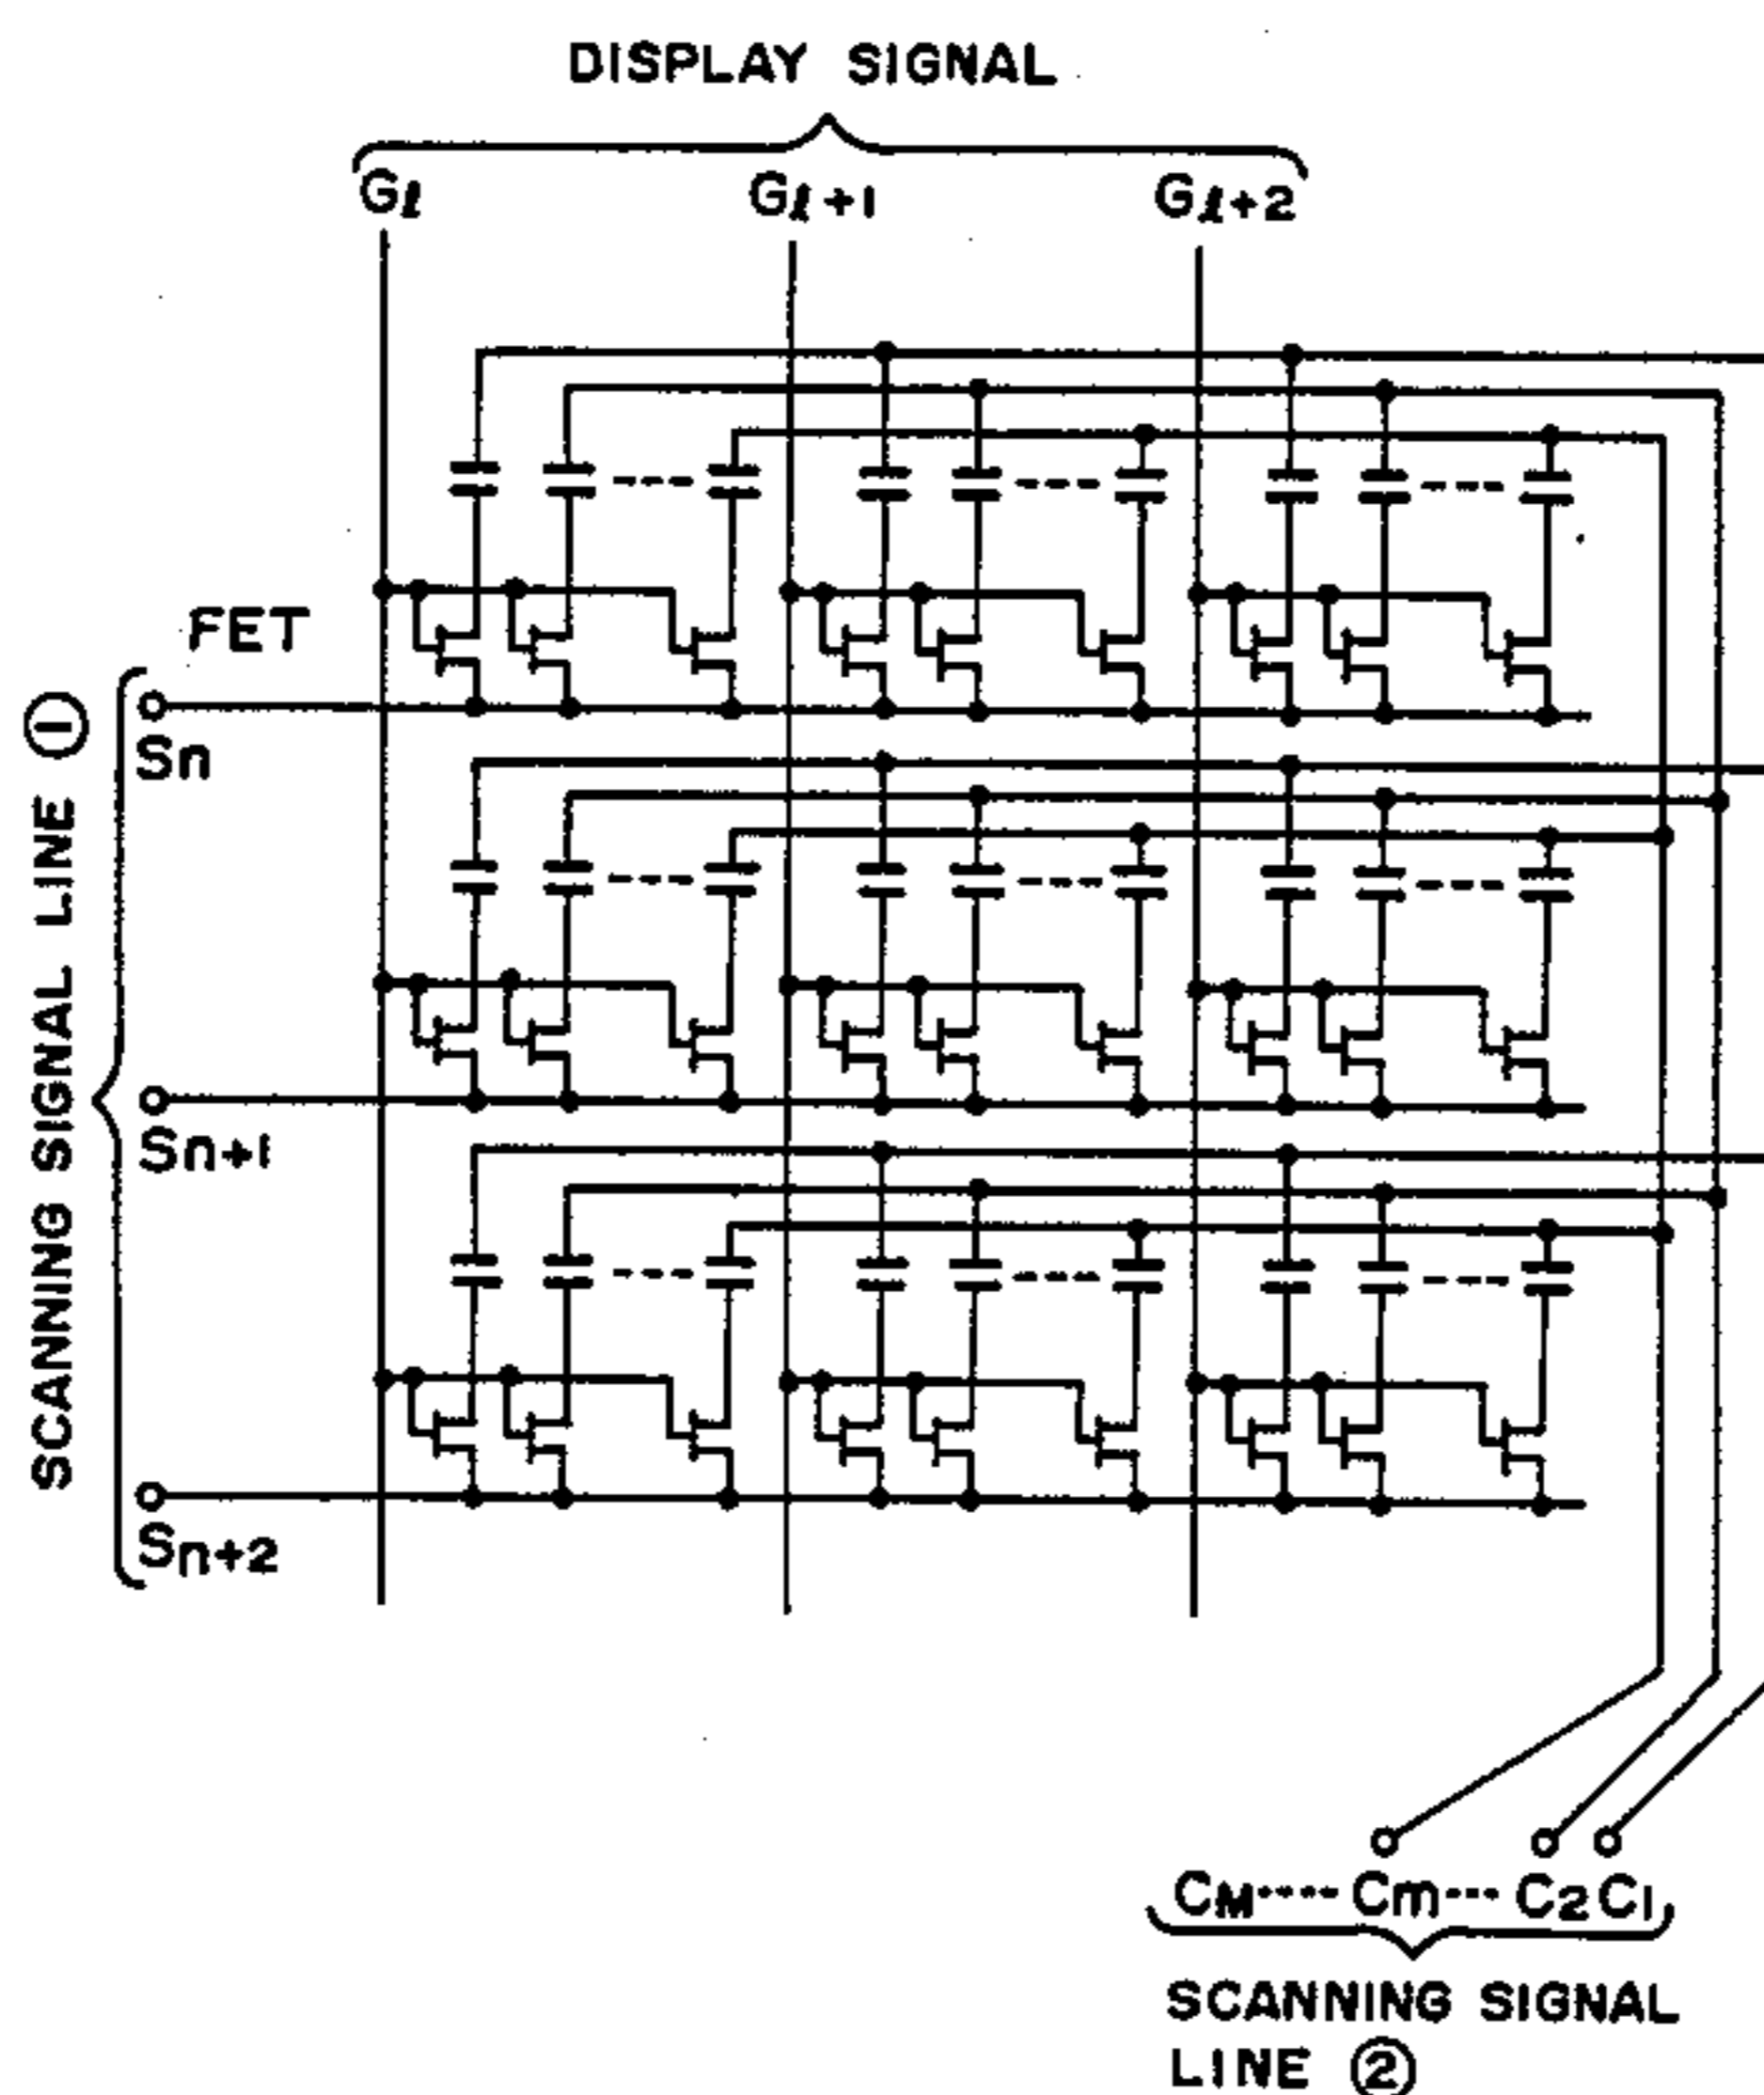 DISPLAY SIGNAL
Gℓ Gℓ+1 Gℓ+2
FET
SCANNING SIGNAL LINE ①
Sn
Sn+1
Sn+2
CM---- Cm--- C2 C1
SCANNING SIGNAL
LINE ②